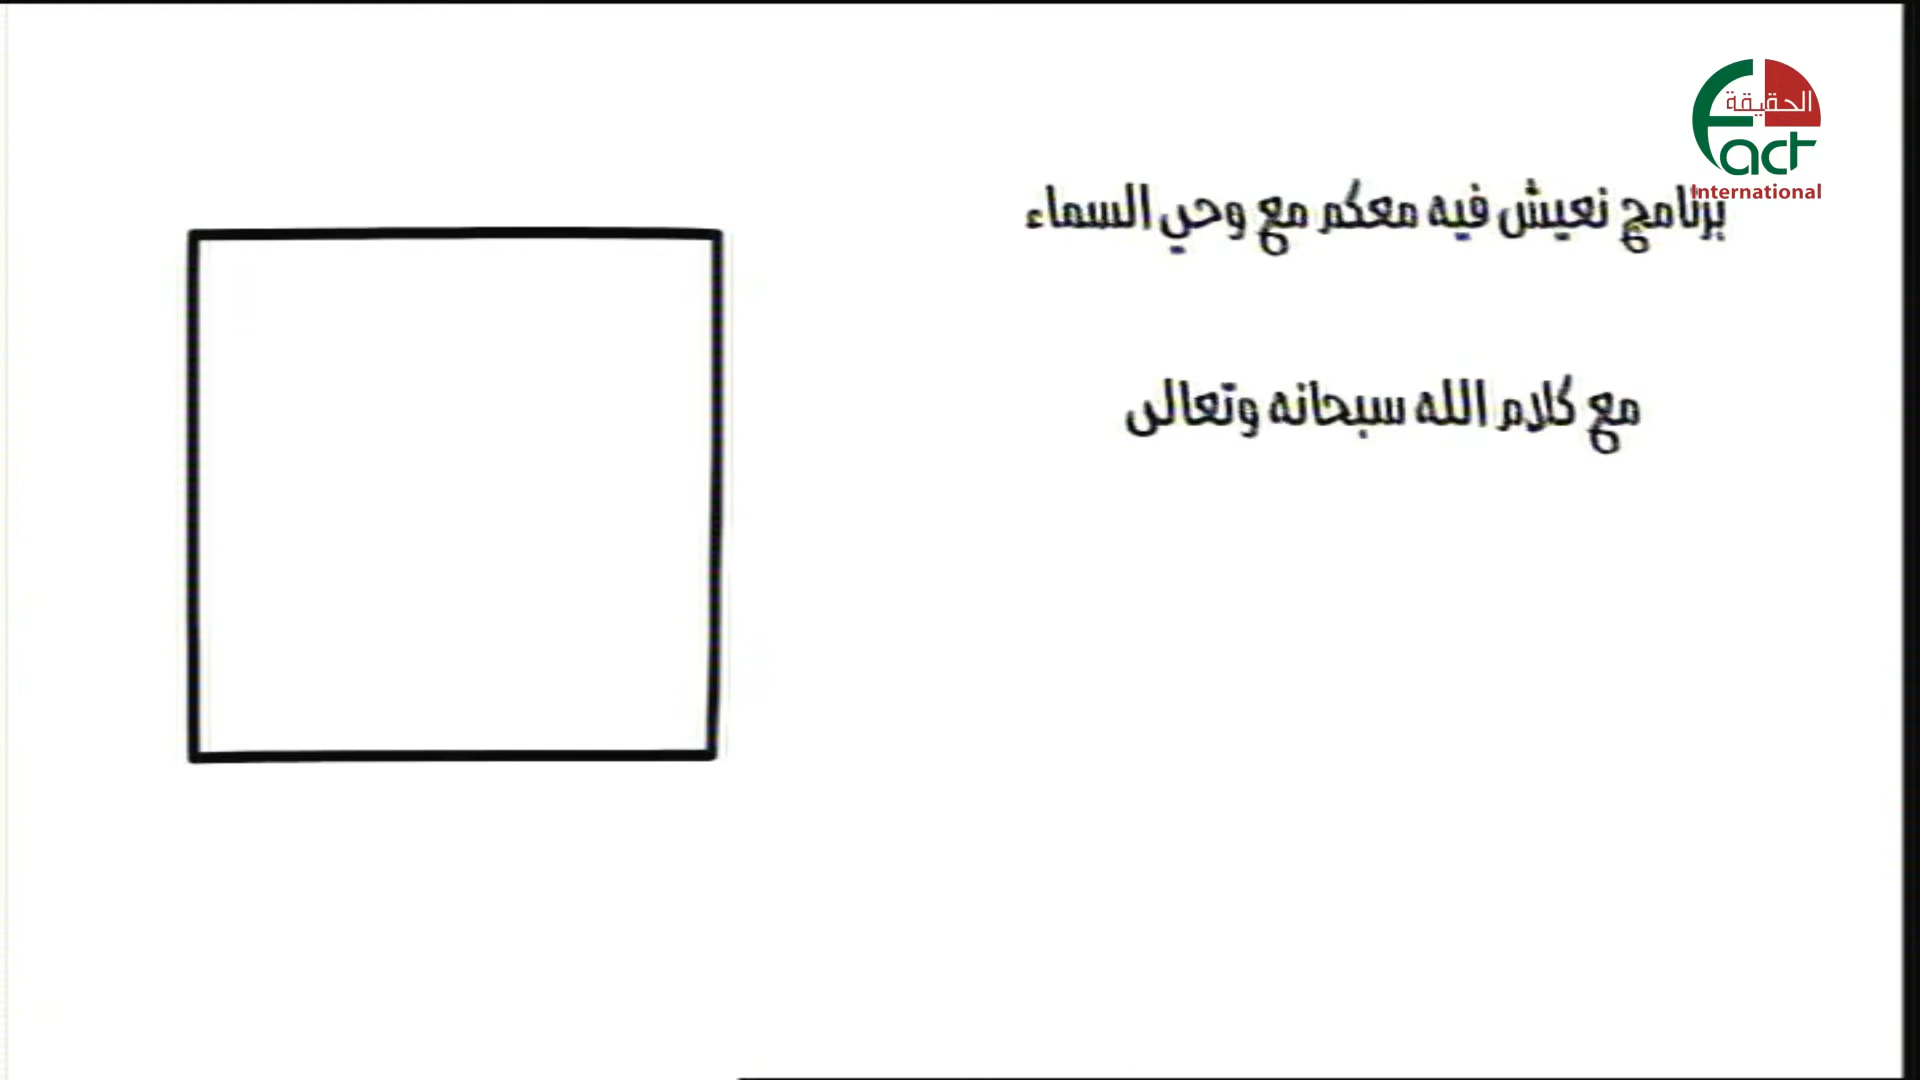 الحقيقة
Fact
International
برنامج نعيش فيه معكم مع وحي السماء
مع كلام الله سبحانه وتعالى